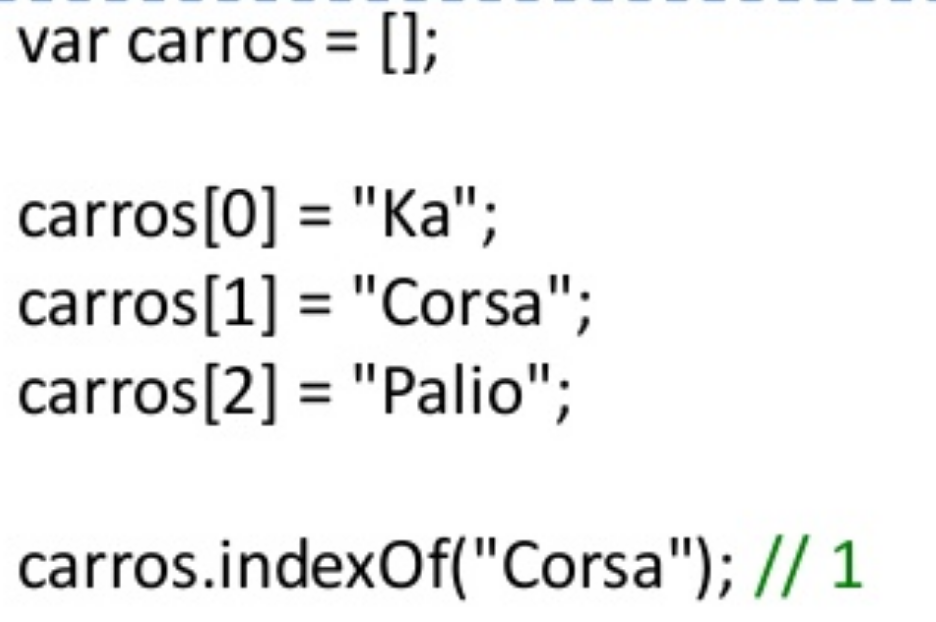 var carros = [];
carros[0] = "Ka";
carros[1] = "Corsa";
carros[2] = "Palio";
carros.indexOf("Corsa"); // 1